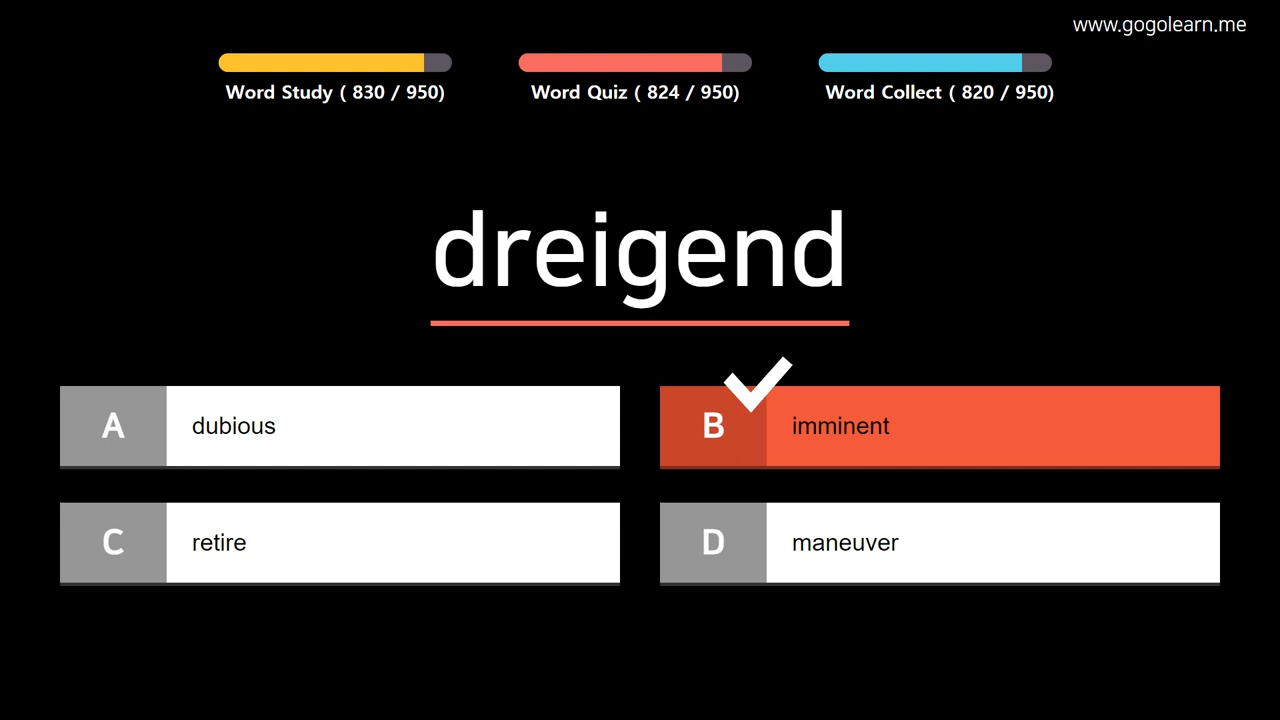 www.gogolearn.me
Word Study ( 830 / 950)
Word Quiz ( 824 / 950)
Word Collect ( 820 / 950)
dreigend
A dubious
B imminent
C retire
D maneuver